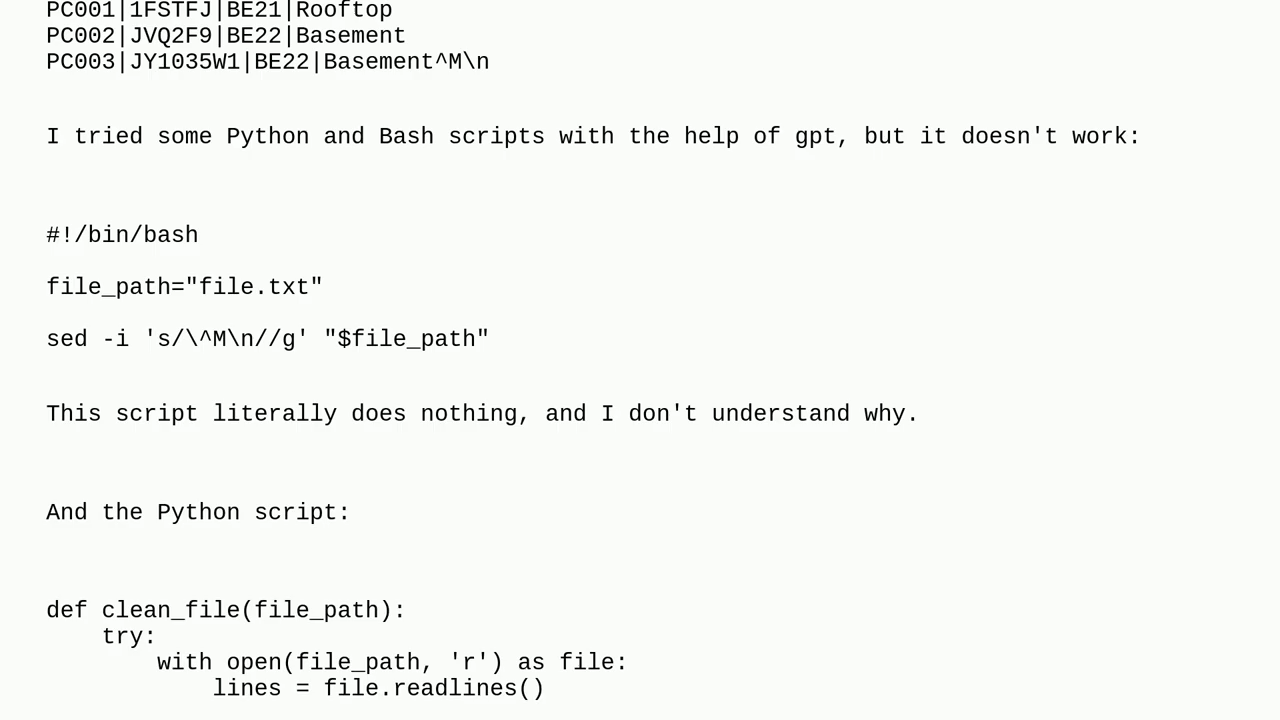 PC001|1FSTFJ|BE21|Rooftop
PC002|JVQ2F9|BE22|Basement
PC003|JY1035W1|BE22|Basement^M\n
I tried some Python and Bash scripts with the help of gpt, but it doesn't work:
#!/bin/bash
file_path="file.txt"
sed -i 's/\^M\n//g' "$file_path"
This script literally does nothing, and I don't understand why.
And the Python script:
def clean_file(file_path):
    try:
        with open(file_path, 'r') as file:
            lines = file.readlines()